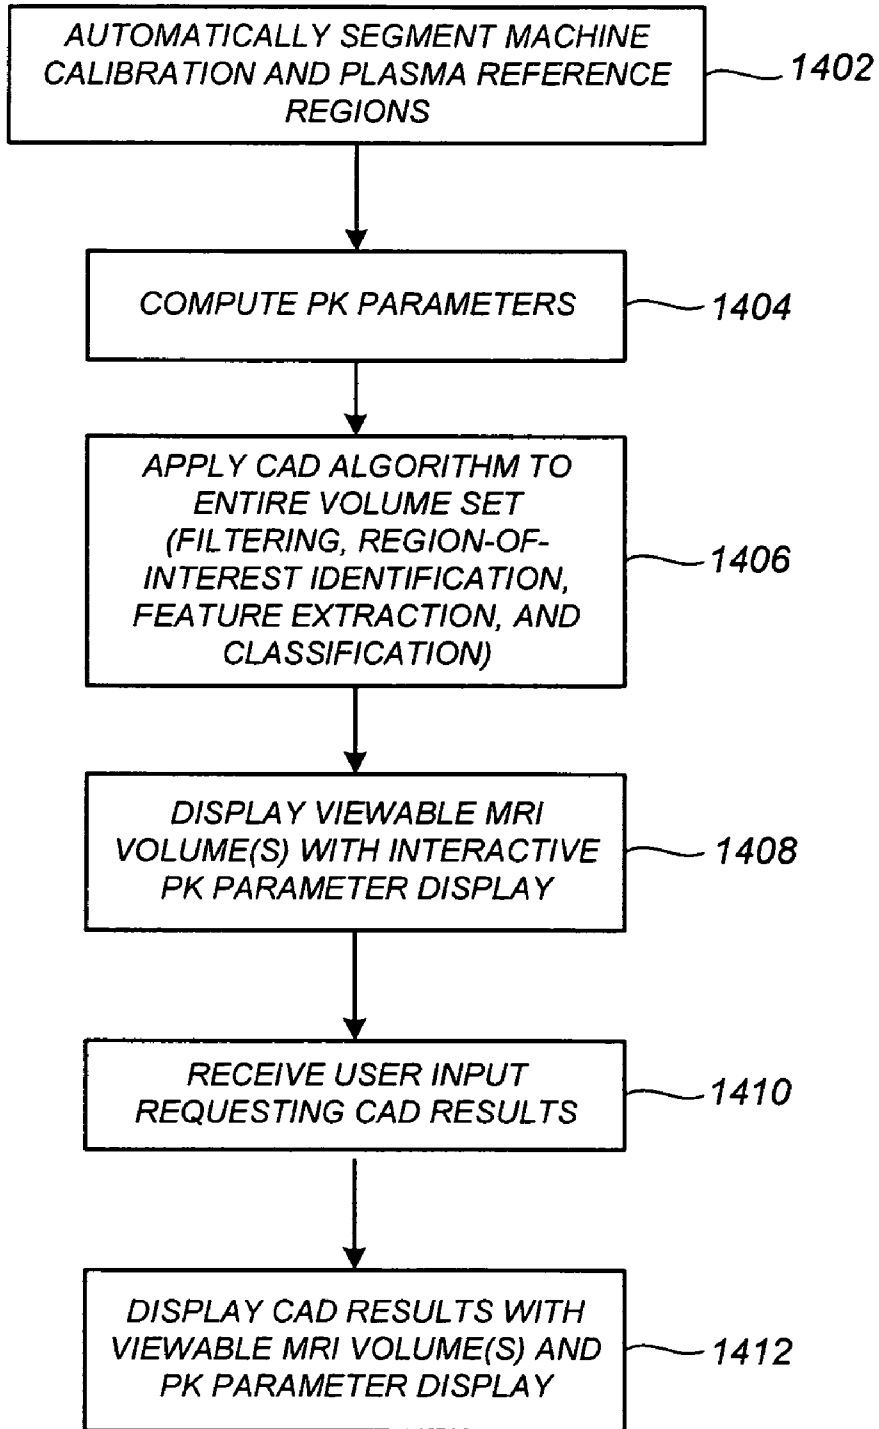 AUTOMATICALLY SEGMENT MACHINE
CALIBRATION AND PLASMA REFERENCE
REGIONS
1402
COMPUTE PK PARAMETERS
1404
APPLY CAD ALGORITHM TO
ENTIRE VOLUME SET
(FILTERING, REGION-OF-
INTEREST IDENTIFICATION,
FEATURE EXTRACTION, AND
CLASSIFICATION)
1406
DISPLAY VIEWABLE MRI
VOLUME(S) WITH INTERACTIVE
PK PARAMETER DISPLAY
1408
RECEIVE USER INPUT
REQUESTING CAD RESULTS
1410
DISPLAY CAD RESULTS WITH
VIEWABLE MRI VOLUME(S) AND
PK PARAMETER DISPLAY
1412